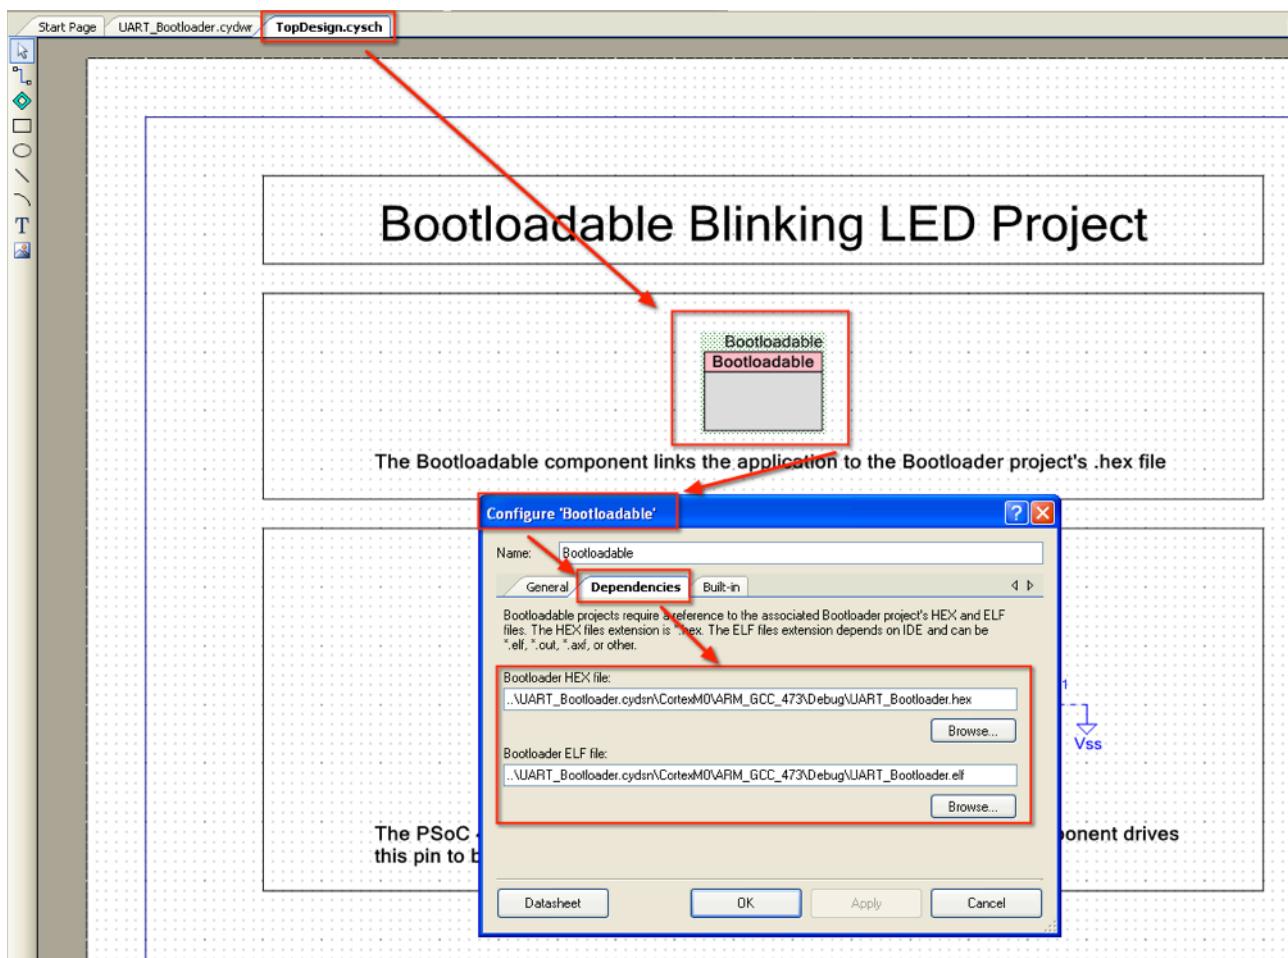 Start Page
UART_Bootloader.cydwr
TopDesign.cysch
T
Bootloadable Blinking LED Project
Bootloadable
Bootloadable
The Bootloadable component links the application to the Bootloader project's .hex file
Configure 'Bootloadable'
Name:
Bootloadable
General
Dependencies
Built-in
Bootloadable projects require a reference to the associated Bootloader project's HEX and ELF
files. The HEX files extension is *.hex. The ELF files extension depends on IDE and can be
*.elf, *.out, *.axf, or other.
Bootloader HEX file:
..\UART_Bootloader.cydsn\CortexM0\ARM_GCC_473\Debug\UART_Bootloader.hex
1
Browse...
Vss
Bootloader ELF file:
..\UART_Bootloader.cydsn\CortexM0\ARM_GCC_473\Debug\UART_Bootloader.elf
Browse...
The PSoC
drives
this pin to
Datasheet
OK
Apply
Cancel